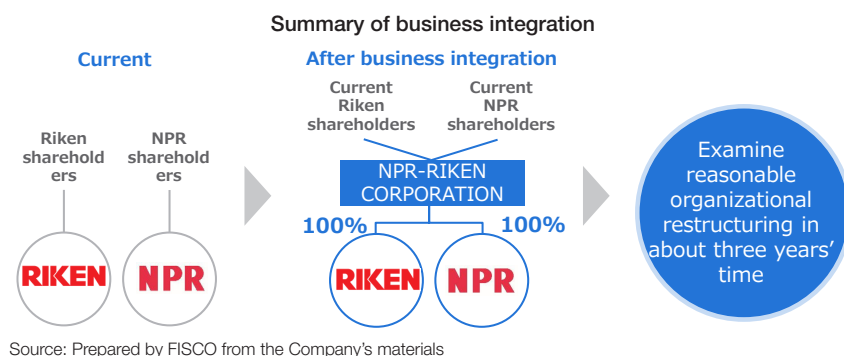 Summary of business integration
Current
Riken
sharehold
ers
NPR
sharehold
ers
RIKEN
NPR
After business integration
Current
Riken
shareholders
Current
NPR
shareholders
NPR-RIKEN
CORPORATION
100%
100%
RIKEN
NPR
Examine
reasonable
organizational
restructuring in
about three years’
time
Source: Prepared by FISCO from the Company’s materials